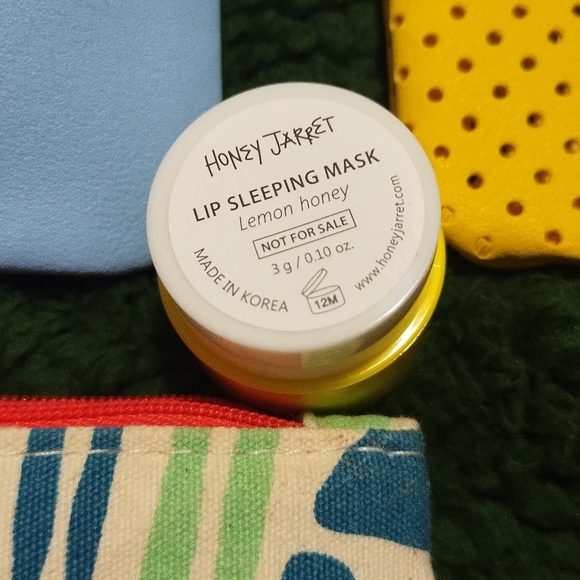 HONEY JARRET
LIP SLEEPING MASK
Lemon honey
NOT FOR SALE
3 g / 0.10 oz.
MADE IN KOREA
12M
www.honeyjarret.com